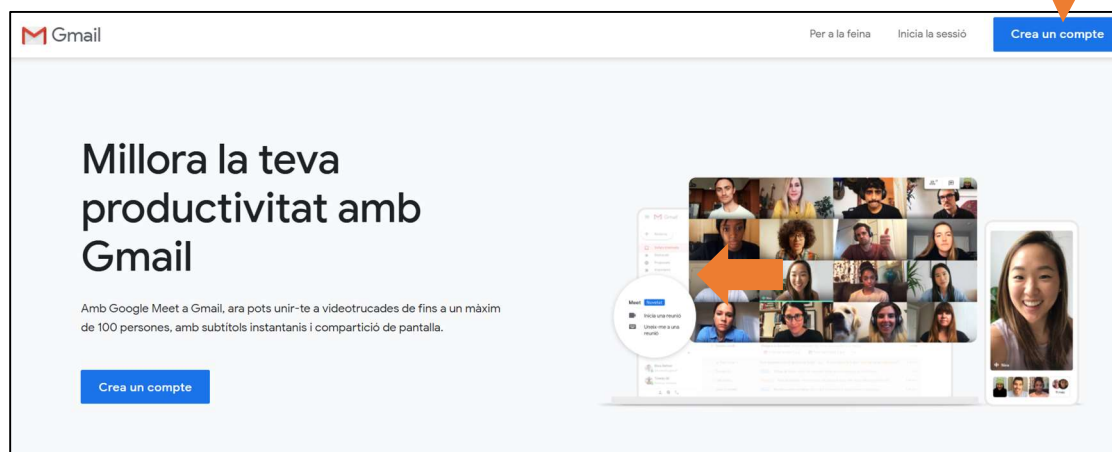 Gmail
Per a la feina
Inicia la sessió
Crea un compte
Millora la teva
productivitat amb
Gmail
Amb Google Meet a Gmail, ara pots unir-te a videotrucades de fins a un màxim
de 100 persones, amb subtítols instantanis i compartició de pantalla.
Crea un compte
Gmail
Meet
Inicia una reunió
Uneix-me a una
reunió